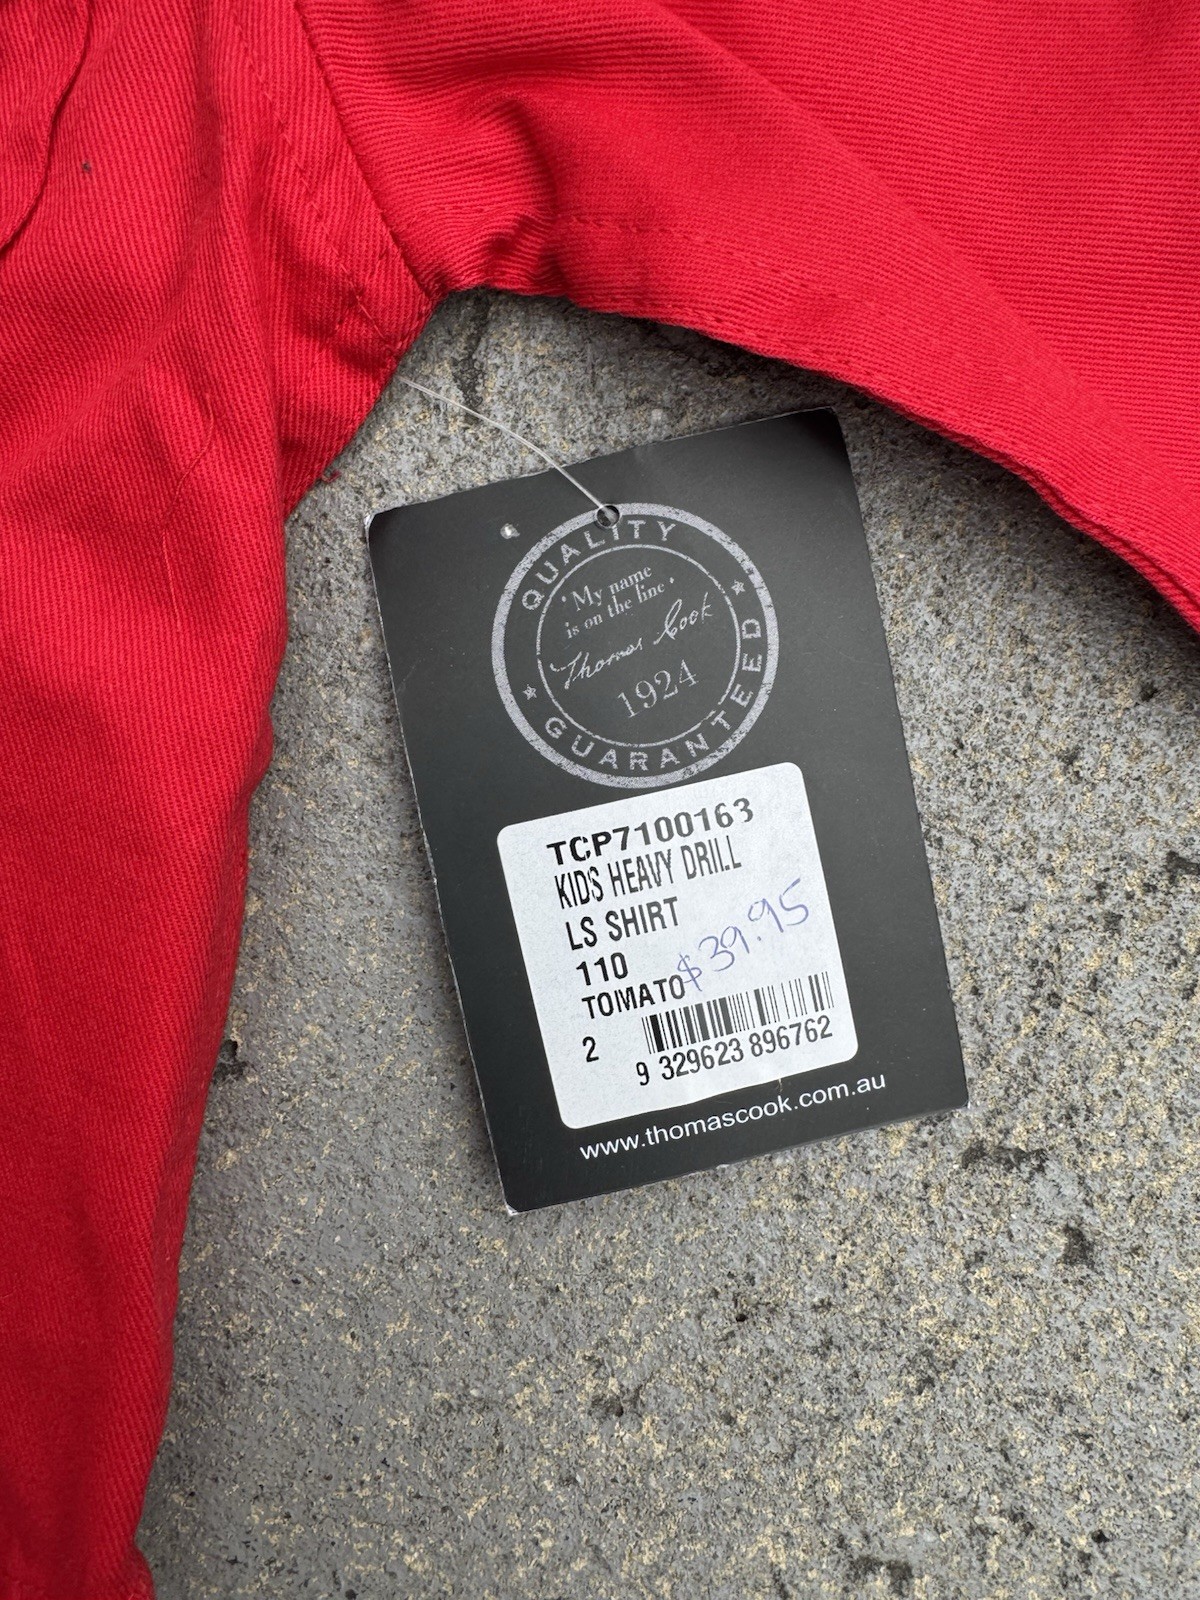 QUALITY
'My name
is on the line'
Thomas Cook
1924
GUARANTEED
TCP7100163
KIDS HEAVY DRILL
LS SHIRT
110
$39.95
TOMATO
2
9 329623 896762
www.thomascook.com.au